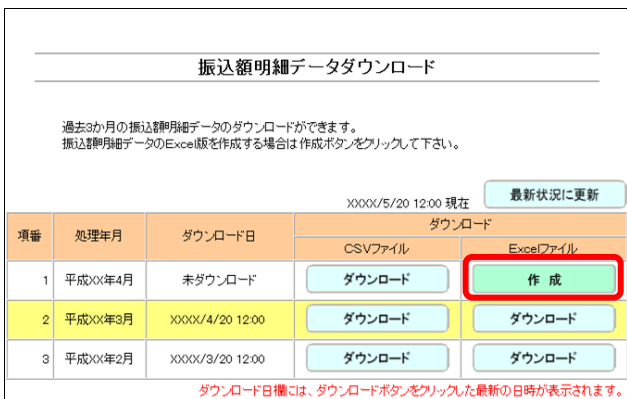 振込額明細データダウンロード
過去3か月の振込額明細データのダウンロードができます。
振込額明細データのExcel版を作成する場合は作成ボタンをクリックして下さい。
XXXX/5/20 12:00 現在 最新状況に更新
項番 処理年月 ダウンロード日 ダウンロード
CSVファイル Excelファイル
1 平成XX年4月 未ダウンロード ダウンロード 作 成
2 平成XX年3月 XXXX/4/20 12:00 ダウンロード ダウンロード
3 平成XX年2月 XXXX/3/20 12:00 ダウンロード ダウンロード
ダウンロード日欄には、ダウンロードボタンをクリックした最新の日時が表示されます。